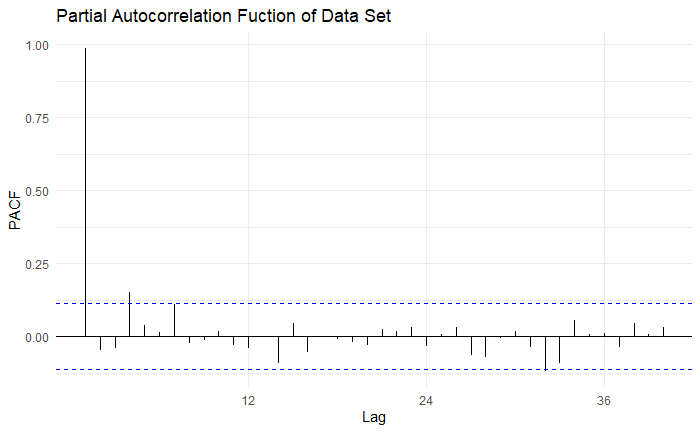 Partial Autocorrelation Fuction of Data Set
1.00
0.75
0.50
0.25
0.00
PACF
12 24 36
Lag